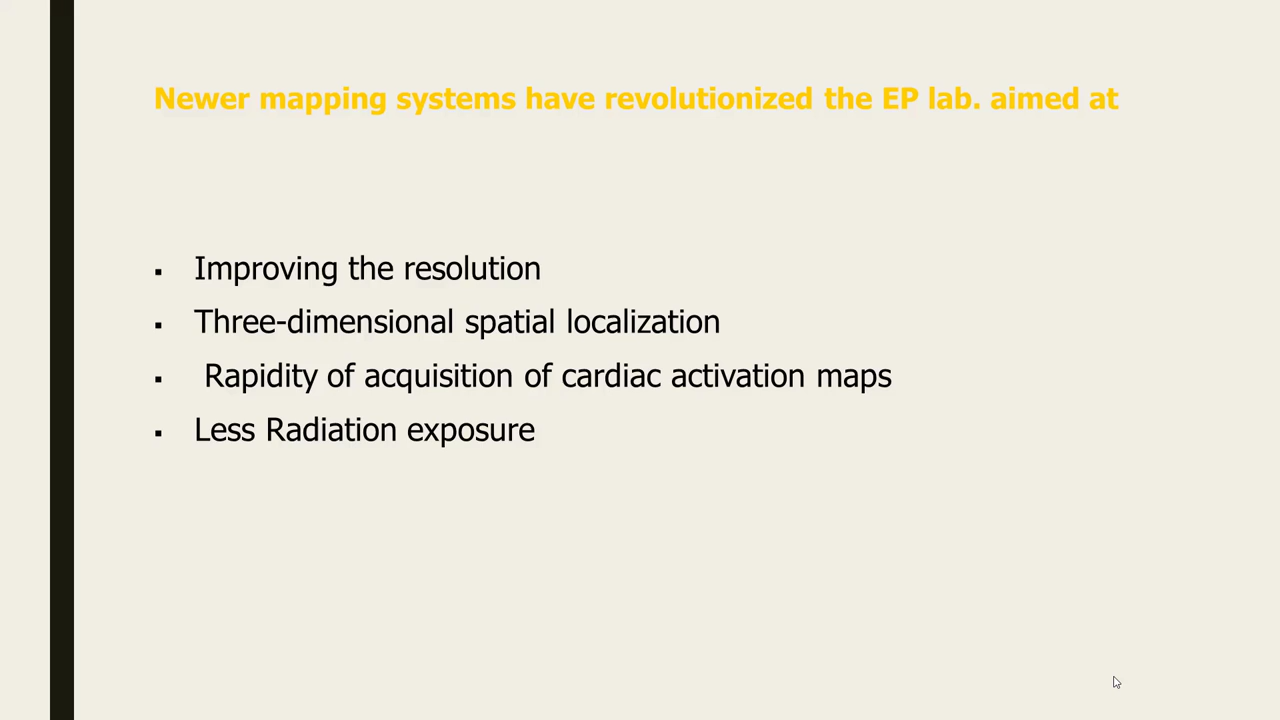 Newer mapping systems have revolutionized the EP lab. aimed at
▪ Improving the resolution
▪ Three-dimensional spatial localization
▪ Rapidity of acquisition of cardiac activation maps
▪ Less Radiation exposure